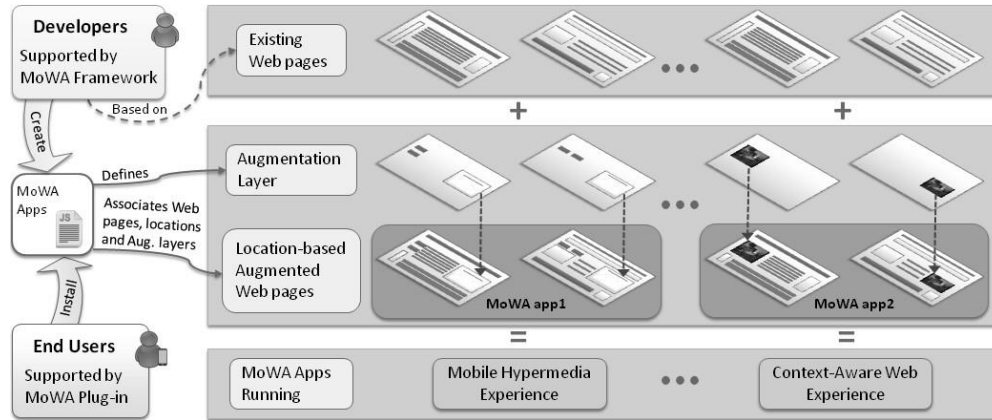 Developers
Supported by
MoWA Framework
Create
Based on
Existing
Web pages
•••
•••
+
+
MoWA
Apps
JS
Defines
Associates Web
pages, locations
and Aug. layers
Augmentation
Layer
•••
Location-based
Augmented
Web pages
MoWA app1
MoWA app2
=
=
Install
End Users
Supported by
MoWA Plug-in
MoWA Apps
Running
Mobile Hypermedia
Experience
•••
Context-Aware Web
Experience